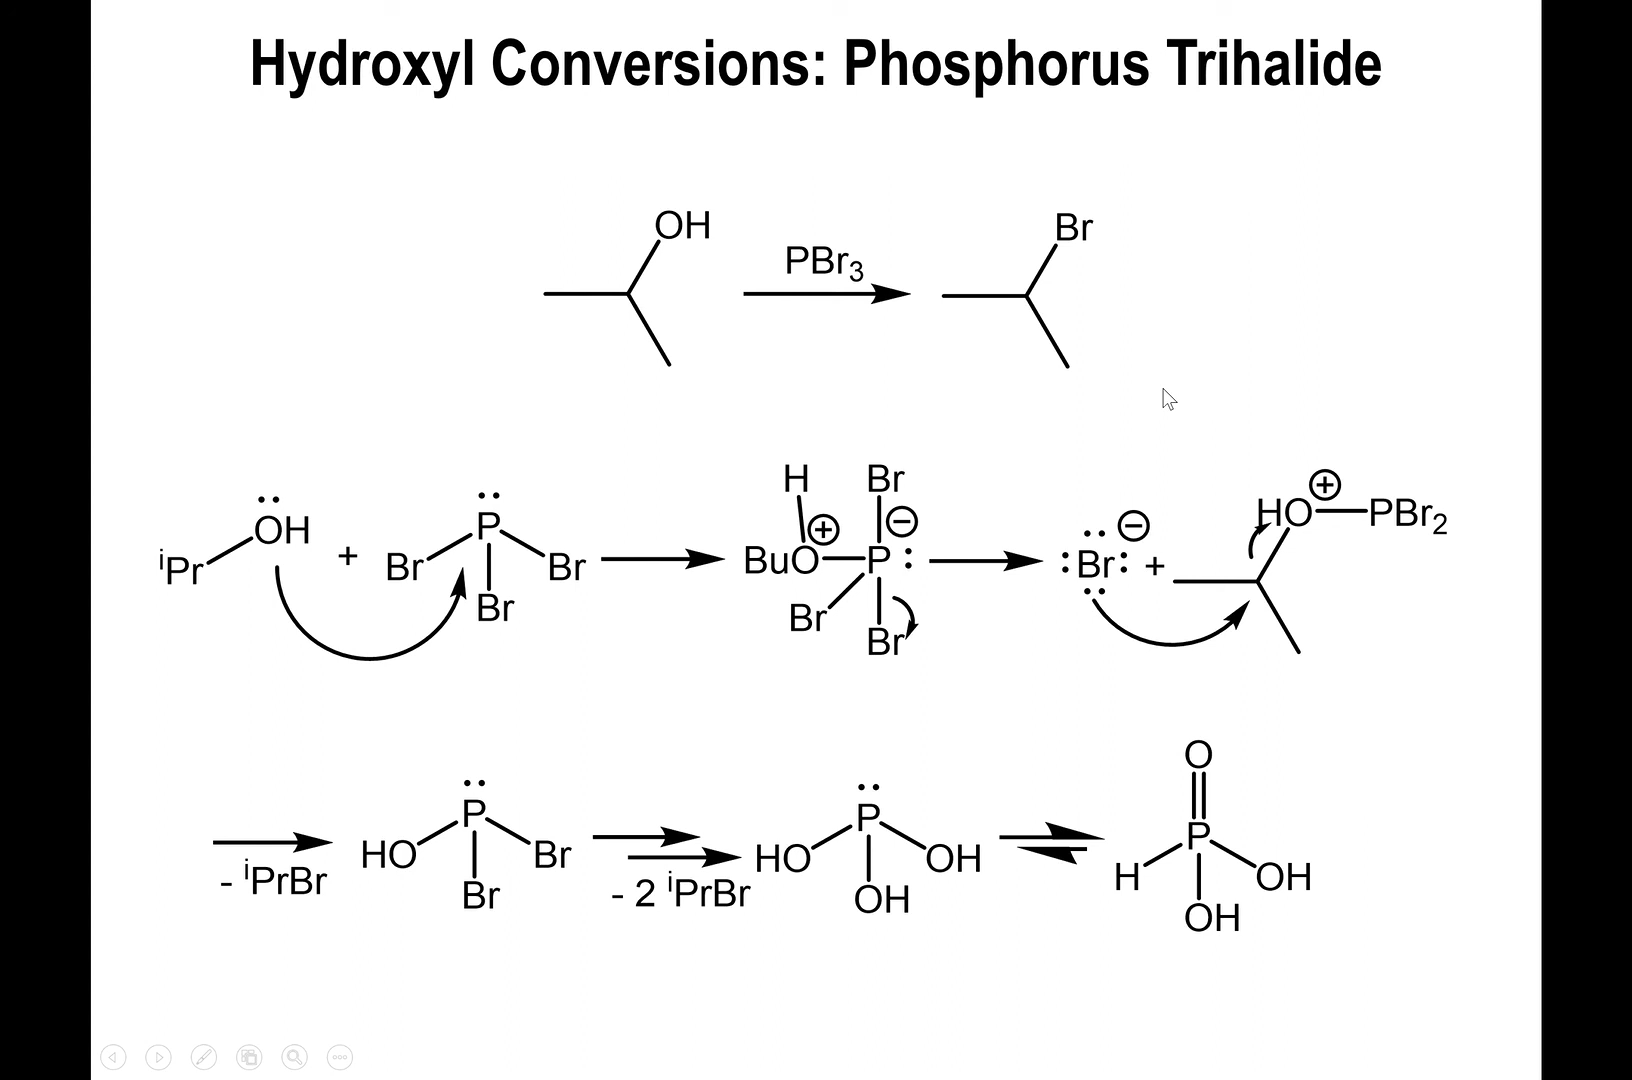 Hydroxyl Conversions: Phosphorus Trihalide
OH
PBr3
Br
iPr OH + P Br Br Br
H Br BuO ⊕ P ⊖ : Br Br
:Br: ⊖ + HO ⊕ PBr2
- iPrBr
HO P Br Br
- 2 iPrBr
HO P OH OH
O H P OH OH